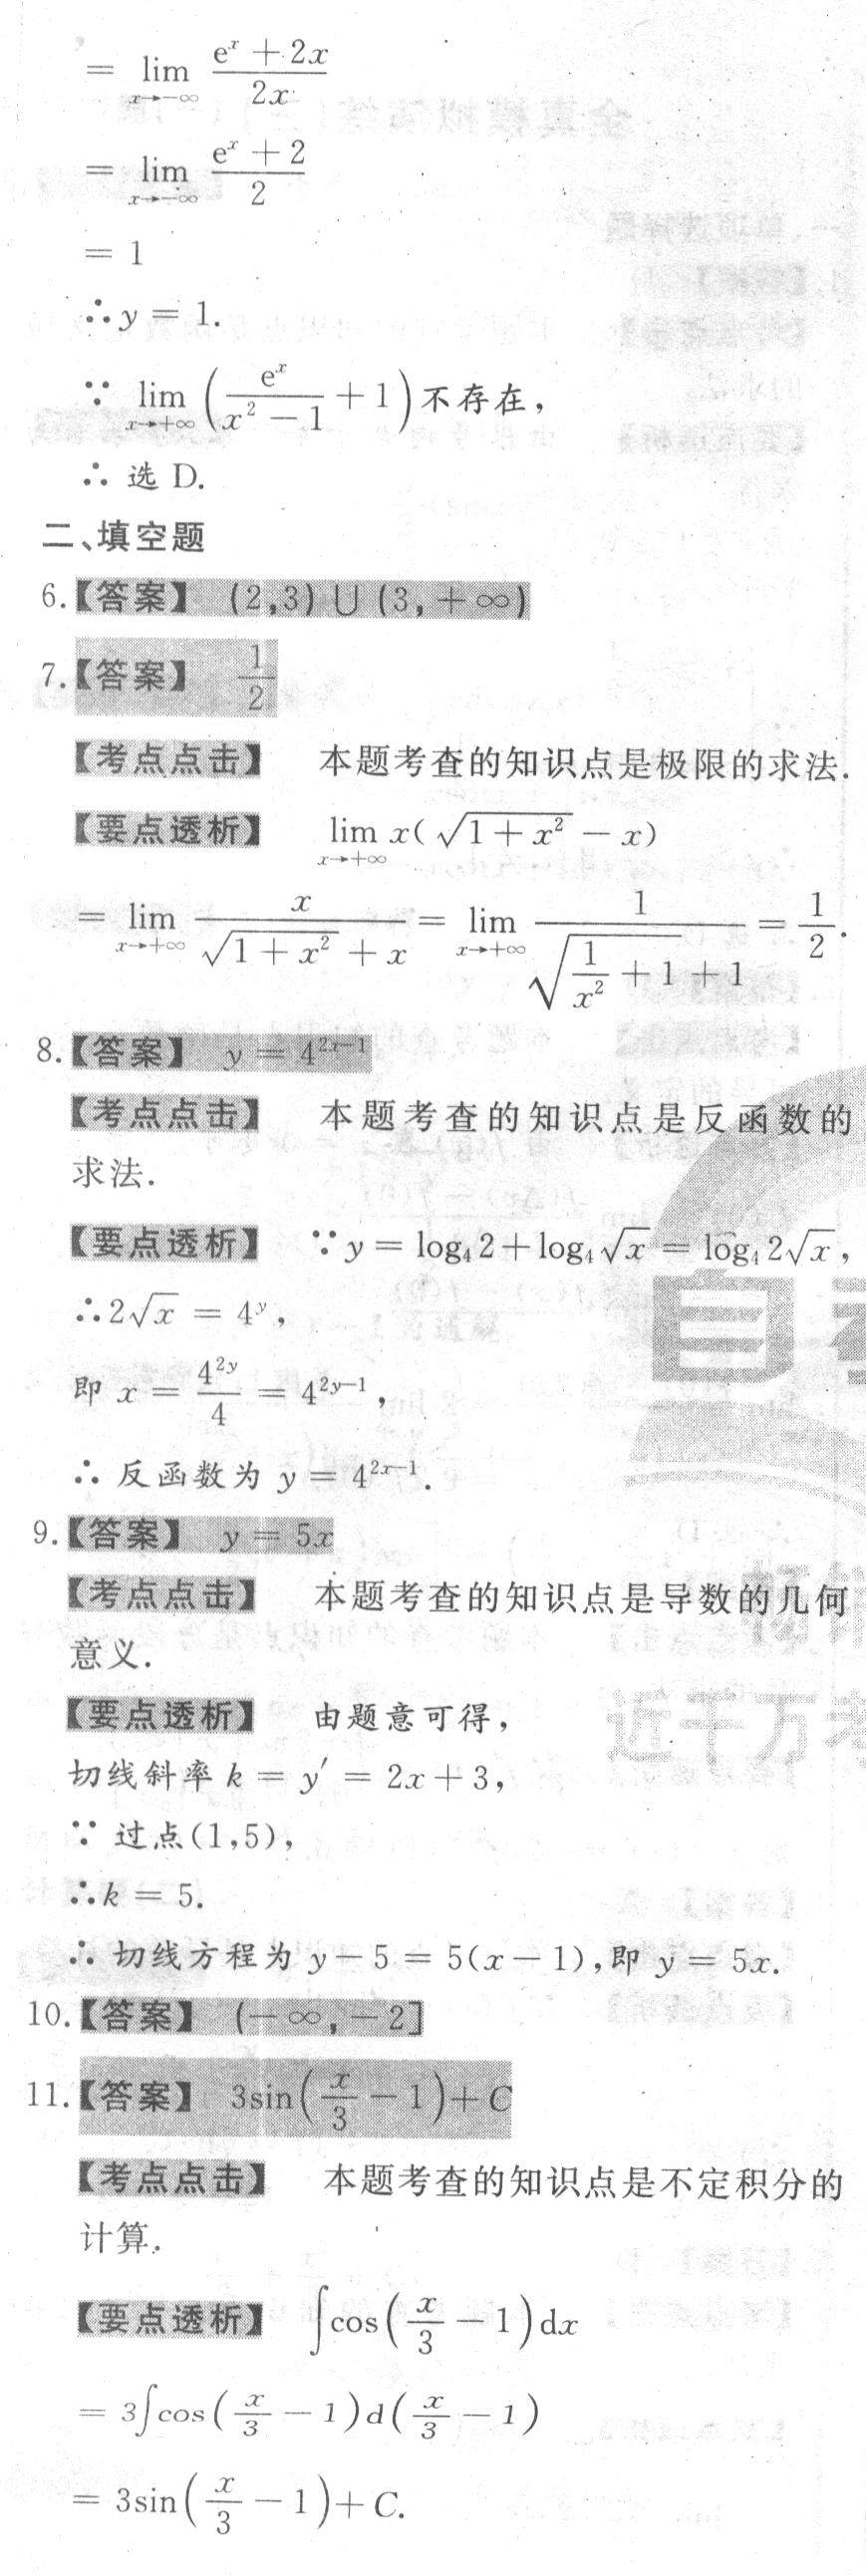 = lim_{x→-∞} (e^x + 2x)/(2x)
= lim_{x→-∞} (e^x + 2)/2
= 1
∴y = 1.
∵ lim_{x→+∞} (e^x/(x² - 1) + 1)不存在,
∴ 选 D.
二、填空题
6.【答案】 (2,3) ∪ (3,+∞)
7.【答案】 1/2
【考点点击】 本题考查的知识点是极限的求法.
【要点透析】 lim_{x→+∞} x(√(1+x²) - x)
= lim_{x→+∞} x/(√(1+x²) + x) = lim_{x→+∞} 1/(√(1/x² + 1) + 1) = 1/2.
8.【答案】 y = 4^{2x-1}
【考点点击】 本题考查的知识点是反函数的
求法.
【要点透析】 ∵y = log₄2+log₄√x = log₄2√x,
∴2√x = 4^y,
即 x = 4^{2y}/4 = 4^{2y-1},
∴ 反函数为 y = 4^{2x-1}.
9.【答案】 y = 5x
【考点点击】 本题考查的知识点是导数的几何
意义.
【要点透析】 由题意可得,
切线斜率 k = y′ = 2x+3,
∵ 过点(1,5),
∴k = 5.
∴ 切线方程为 y-5 = 5(x-1),即 y = 5x.
10.【答案】 (-∞,-2]
11.【答案】 3sin(x/3 - 1)+C
【考点点击】 本题考查的知识点是不定积分的
计算.
【要点透析】 ∫cos(x/3 - 1)dx
= 3∫cos(x/3 - 1)d(x/3 - 1)
= 3sin(x/3 - 1)+C.
近千万考